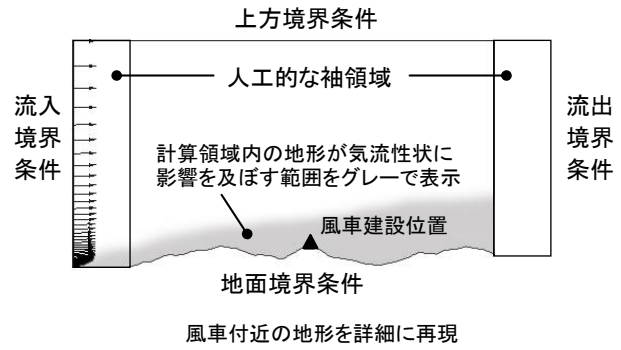 上方境界条件
人工的な袖領域
流入
境界
条件
流出
境界
条件
計算領域内の地形が気流性状に
影響を及ぼす範囲をグレーで表示
風車建設位置
地面境界条件
風車付近の地形を詳細に再現